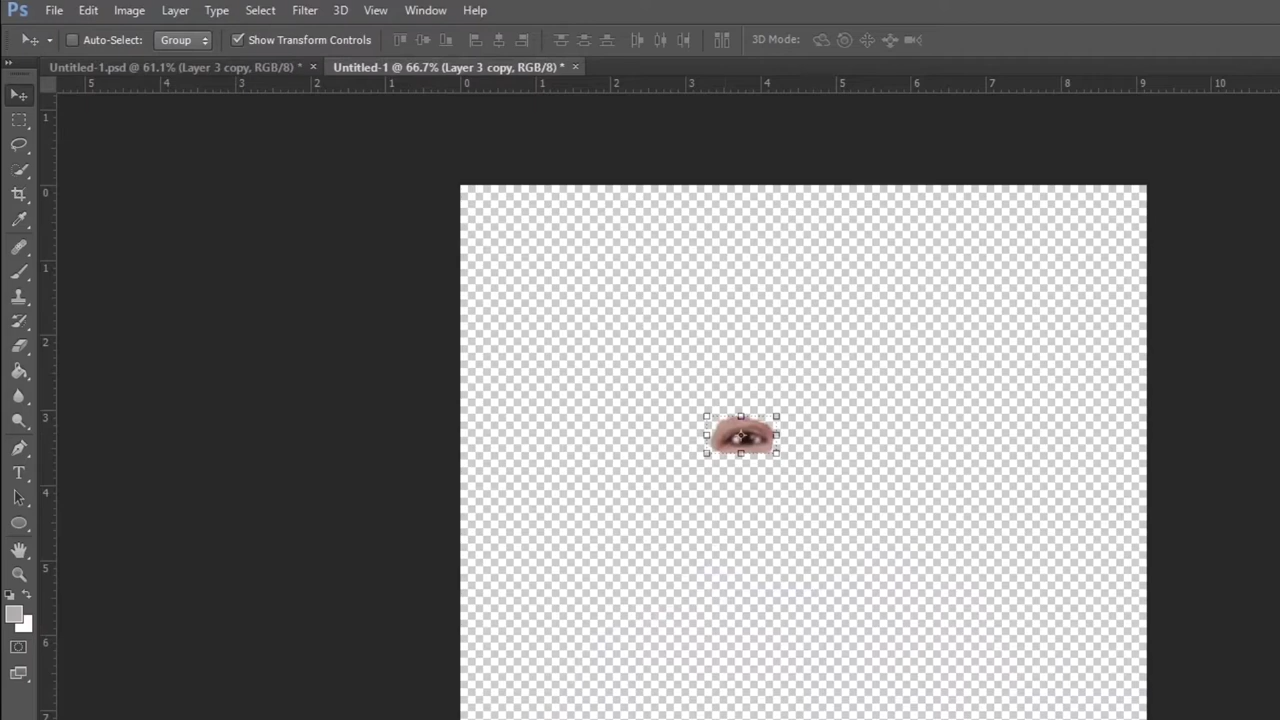 Ps File Edit Image Layer Type Select Filter 3D View Window Help
Auto-Select: Group Show Transform Controls 3D Mode:
Untitled-1.psd @ 61.1% (Layer 3 copy, RGB/8) * × Untitled-1 @ 66.7% (Layer 3 copy, RGB/8) * ×
5 4 3 2 1 0 1 2 3 4 5 6 7 8 9 10
1
0
1
2
3
4
T
5
6
7